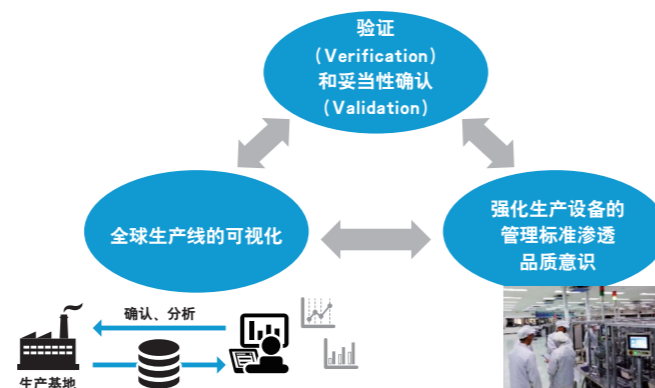 验证
（Verification）
和妥当性确认
（Validation）
全球生产线的可视化
强化生产设备的
管理标准渗透
品质意识
确认、分析
生产基地